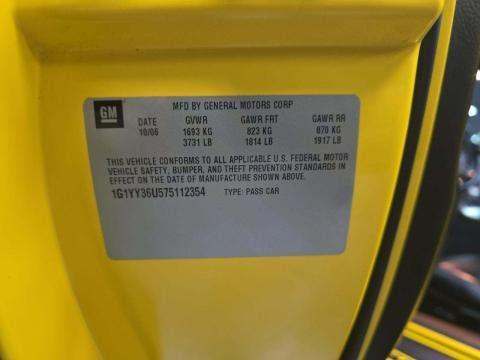 GM
MFD BY GENERAL MOTORS CORP
DATE GVWR GAWR FRT GAWR RR
10/06 1693 KG 823 KG 870 KG
3731 LB 1814 LB 1917 LB
THIS VEHICLE CONFORMS TO ALL APPLICABLE U.S. FEDERAL MOTOR
VEHICLE SAFETY, BUMPER, AND THEFT PREVENTION STANDARDS IN
EFFECT ON THE DATE OF MANUFACTURE SHOWN ABOVE.
1G1YY36U575112354 TYPE: PASS CAR